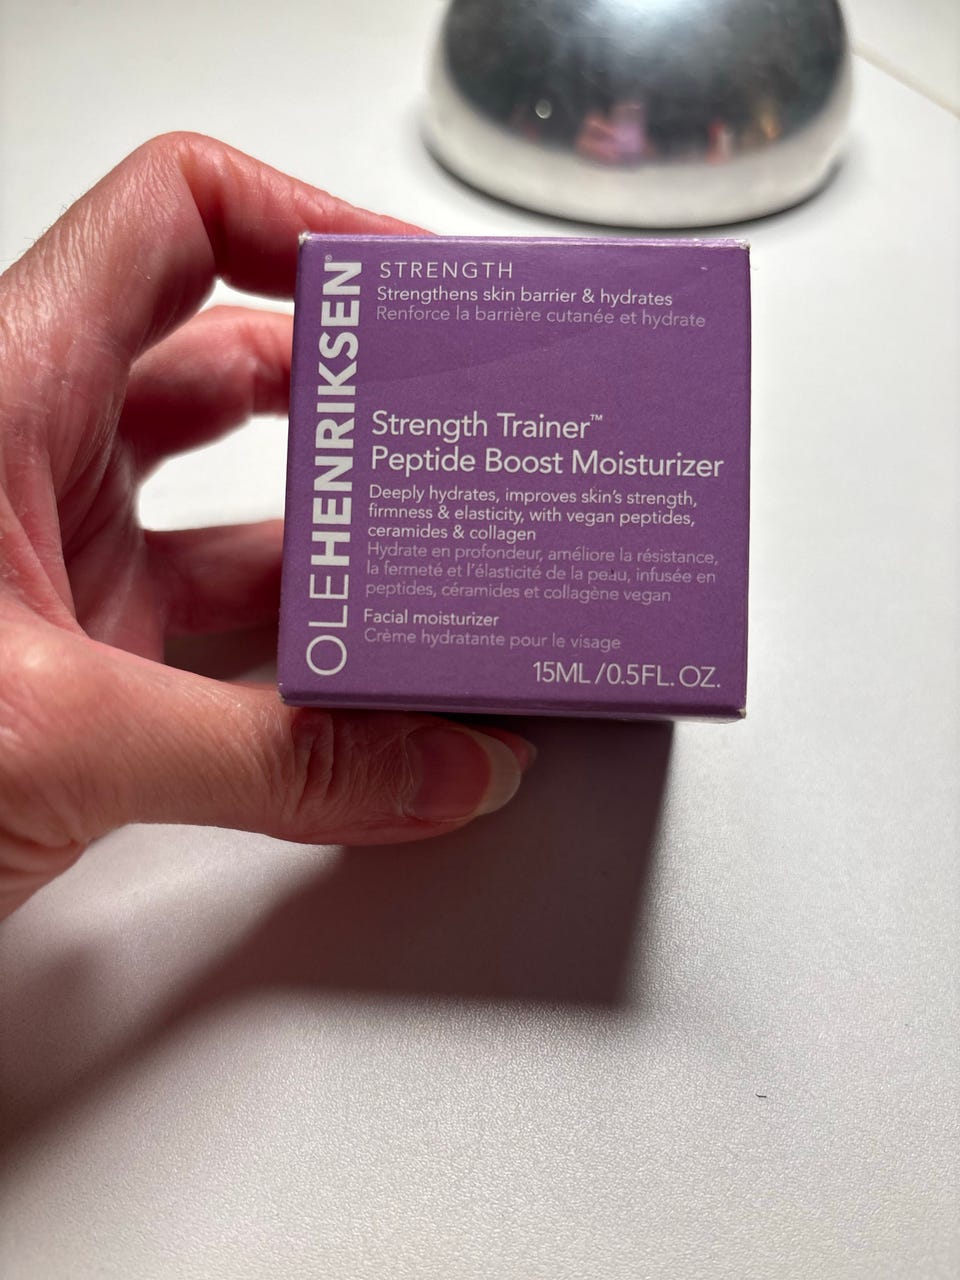 OLEHENRIKSEN®
STRENGTH
Strengthens skin barrier & hydrates
Renforce la barrière cutanée et hydrate
Strength Trainer™
Peptide Boost Moisturizer
Deeply hydrates, improves skin's strength,
firmness & elasticity, with vegan peptides,
ceramides & collagen
Hydrate en profondeur, améliore la résistance,
la fermeté et l'élasticité de la peau, infusée en
peptides, céramides et collagène vegan
Facial moisturizer
Crème hydratante pour le visage
15ML/0.5FL. OZ.